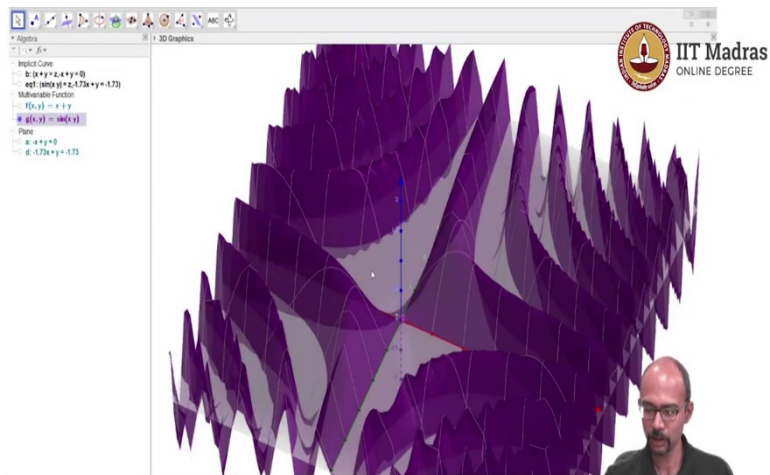 ABC
Algebra
3D Graphics
Implicit Curve
b: (x + y = z,-x + y = 0)
eq1: (sin(x y) = z,-1.73x + y = -1.73)
Multivariable Function
f(x, y) = x + y
g(x, y) = sin(x y)
Plane
a: -x + y = 0
d: -1.73x + y = -1.73
IIT Madras
ONLINE DEGREE